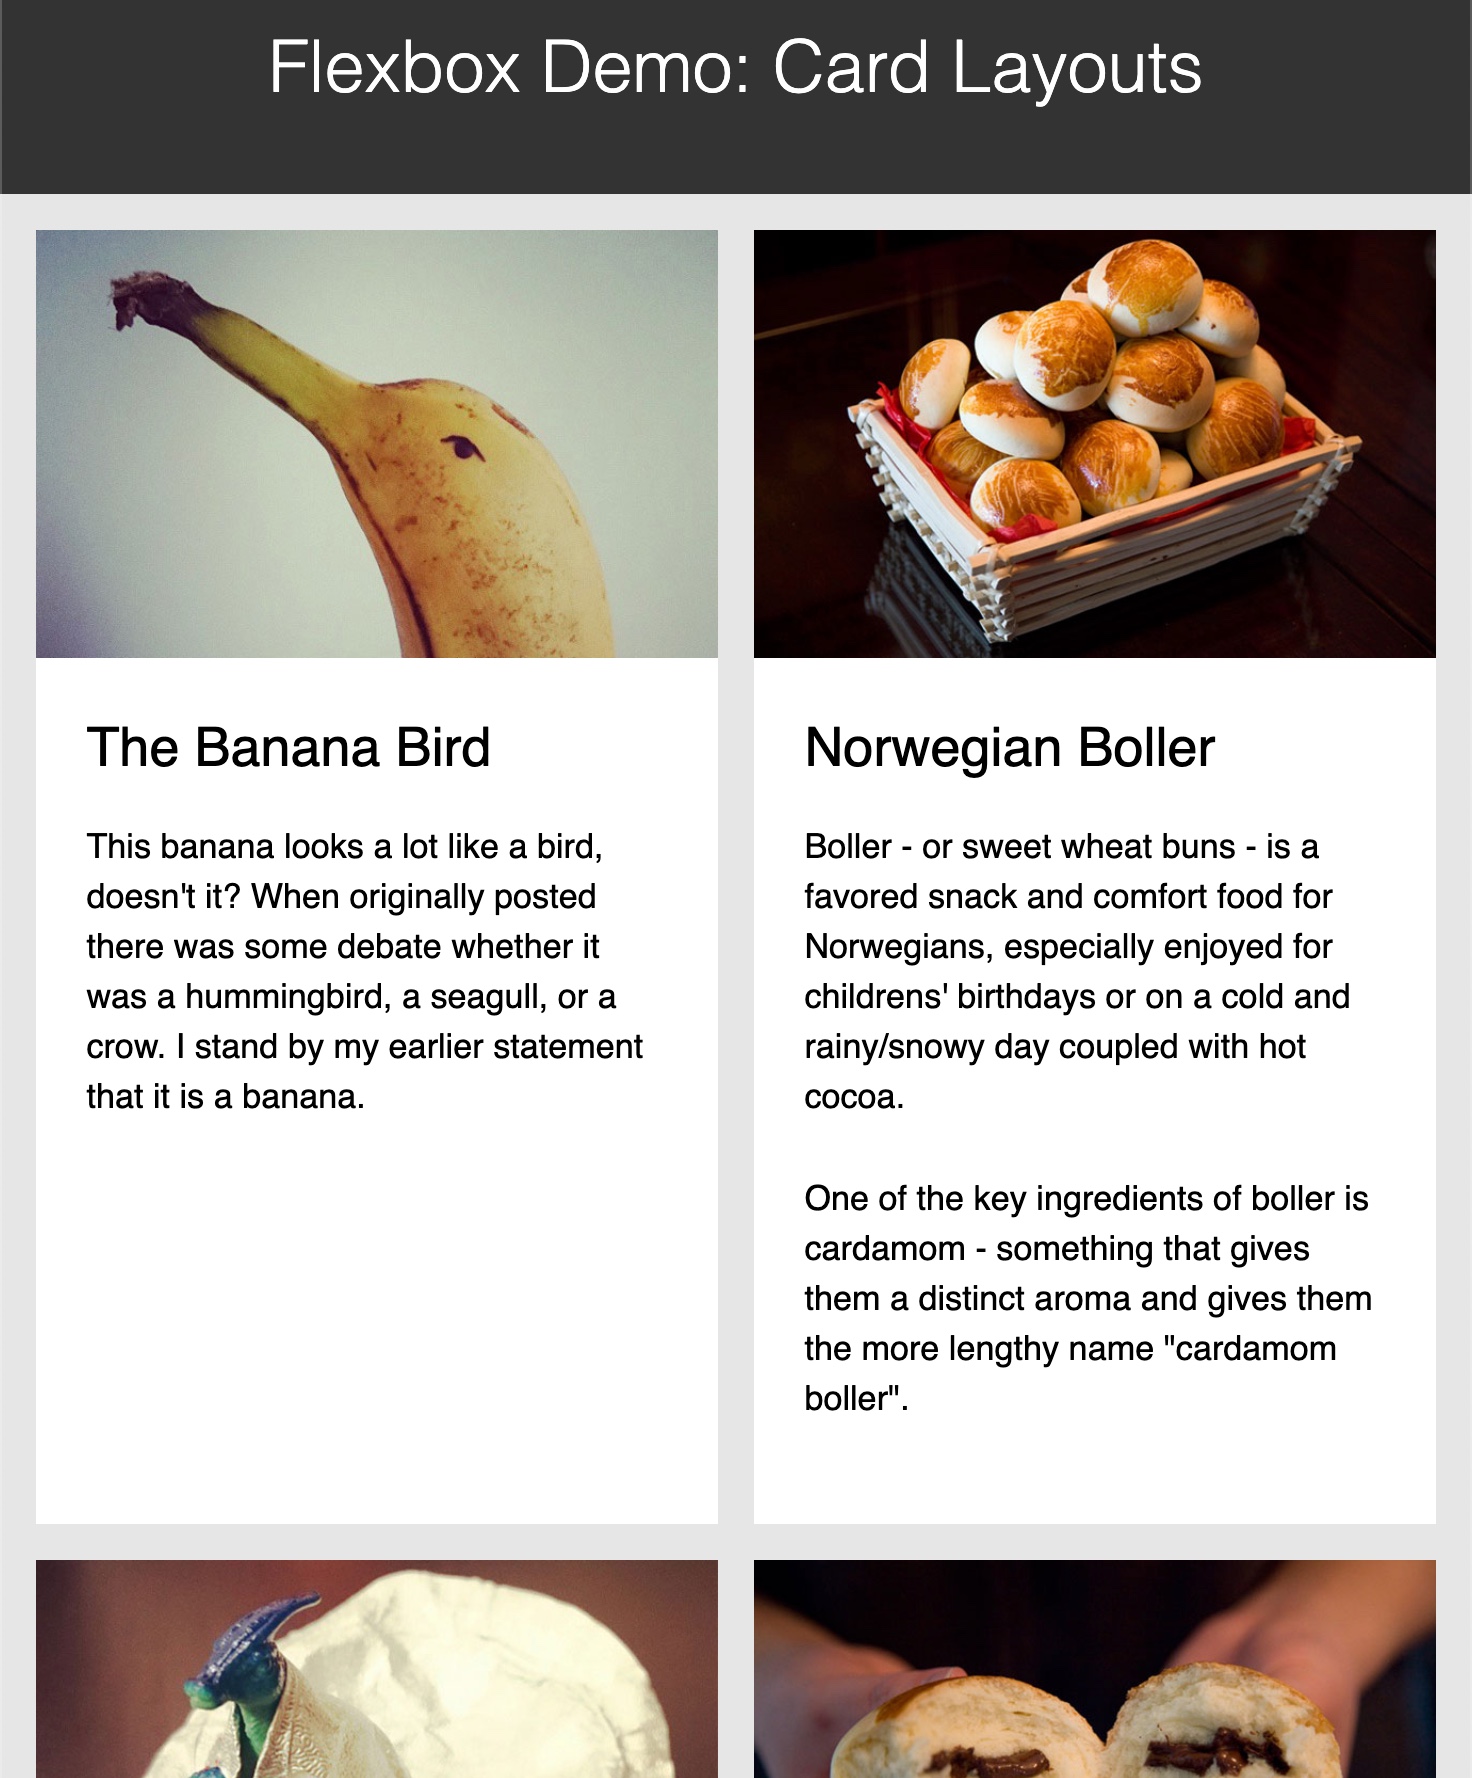 Flexbox Demo: Card Layouts
The Banana Bird
This banana looks a lot like a bird,
doesn't it? When originally posted
there was some debate whether it
was a hummingbird, a seagull, or a
crow. I stand by my earlier statement
that it is a banana.
Norwegian Boller
Boller - or sweet wheat buns - is a
favored snack and comfort food for
Norwegians, especially enjoyed for
childrens' birthdays or on a cold and
rainy/snowy day coupled with hot
cocoa.
One of the key ingredients of boller is
cardamom - something that gives
them a distinct aroma and gives them
the more lengthy name "cardamom
boller".